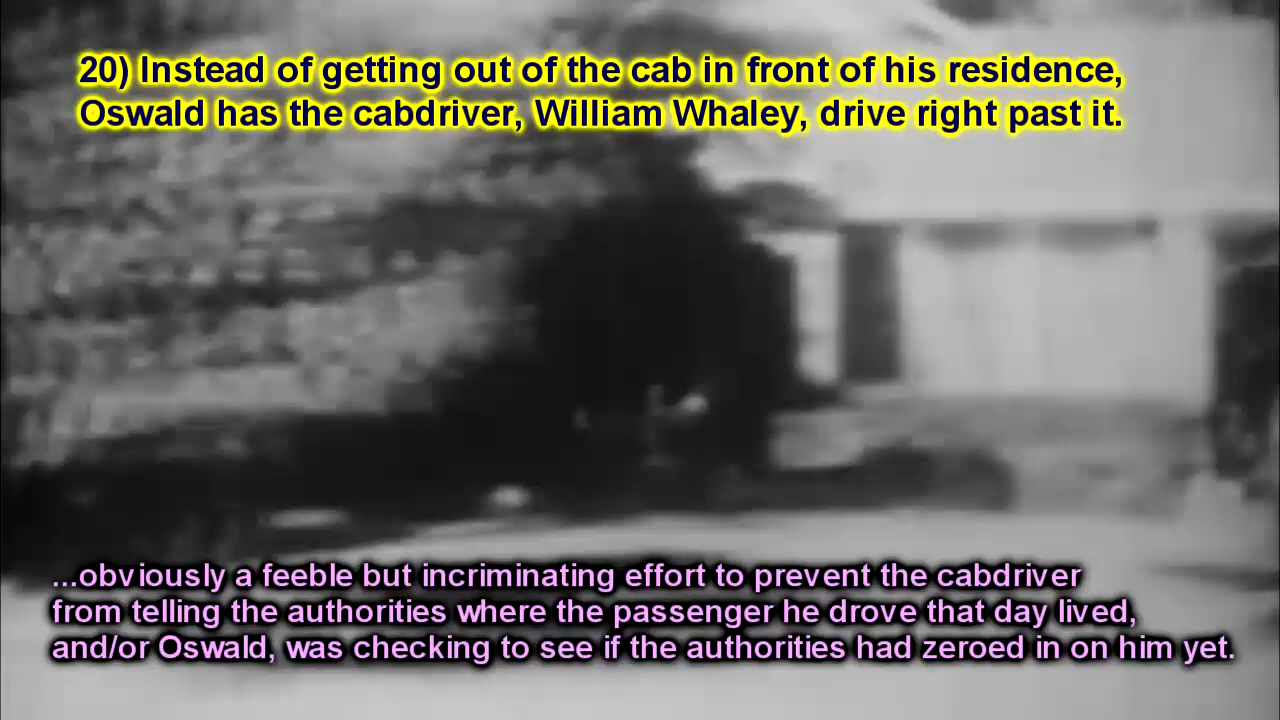 20) Instead of getting out of the cab in front of his residence,
Oswald has the cabdriver, William Whaley, drive right past it.
...obviously a feeble but incriminating effort to prevent the cabdriver
from telling the authorities where the passenger he drove that day lived,
and/or Oswald, was checking to see if the authorities had zeroed in on him yet.